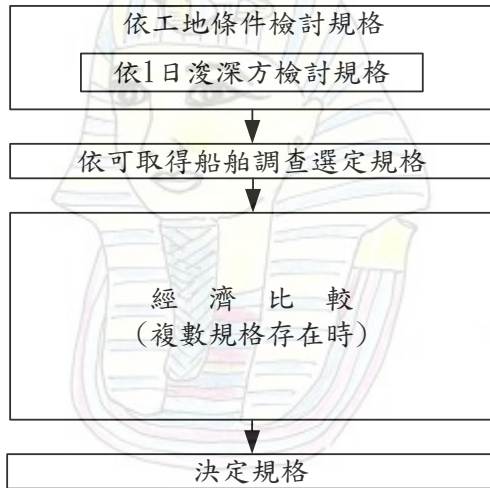 依工地條件檢討規格
依1日浚深方檢討規格
依可取得船舶調查選定規格
經 濟 比 較
（複數規格存在時）
決定規格